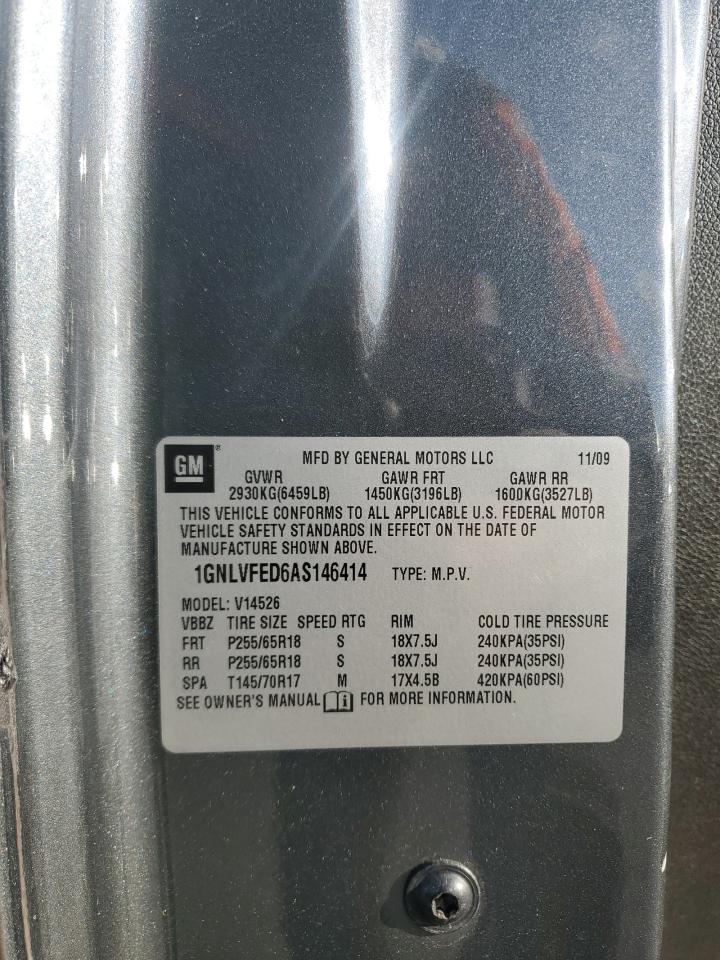 GM ® MFD BY GENERAL MOTORS LLC 11/09
GVWR GAWR FRT GAWR RR
2930KG(6459LB) 1450KG(3196LB) 1600KG(3527LB)
THIS VEHICLE CONFORMS TO ALL APPLICABLE U.S. FEDERAL MOTOR
VEHICLE SAFETY STANDARDS IN EFFECT ON THE DATE OF
MANUFACTURE SHOWN ABOVE.
1GNLVFED6AS146414 TYPE: M.P.V.
MODEL: V14526
VBBZ TIRE SIZE SPEED RTG RIM COLD TIRE PRESSURE
FRT P255/65R18 S 18X7.5J 240KPA(35PSI)
RR P255/65R18 S 18X7.5J 240KPA(35PSI)
SPA T145/70R17 M 17X4.5B 420KPA(60PSI)
SEE OWNER'S MANUAL i FOR MORE INFORMATION.